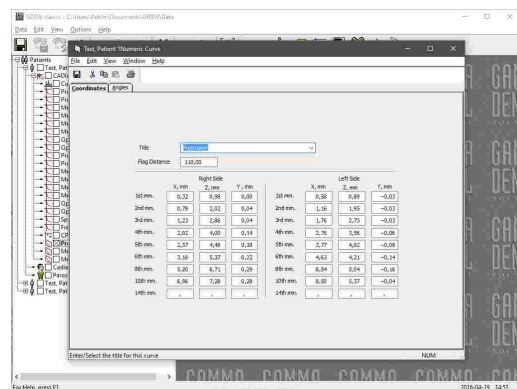 GDSW classic - C:\Users\Public\Documents\GDSW\Data
Data Edit View Options Help
Test, Patient 1Numeric Curve
File Edit View Window Help
Coordinates Angles
Patients
Test, Pat
Title Protrusion
Flag Distance 110,00
Right Side Left Side
X, mm Z, mm Y, mm X, mm Z, mm Y, mm
1st mm. 0,32 0,98 0,00 1st mm. 0,58 0,89 -0,03
2nd mm. 0,79 2,02 0,04 2nd mm. 1,16 1,95 -0,03
3rd mm. 1,23 2,86 0,04 3rd mm. 1,76 2,73 -0,03
4th mm. 2,02 4,00 0,14 4th mm. 2,78 3,56 -0,06
5th mm. 2,57 4,46 0,18 5th mm. 3,77 4,02 -0,08
6th mm. 3,16 5,37 0,22 6th mm. 4,63 4,21 -0,14
8th mm. 5,20 6,71 0,29 8th mm. 6,54 5,04 -0,16
10th mm. 6,96 7,28 0,28 10th mm. 8,50 5,37 -0,04
14th mm. , , , 14th mm. , , ,
Test, Pat
Test, Pat
Enter/Select the title for this curve NUM
For Help, press F1 2016-04-19 14:53